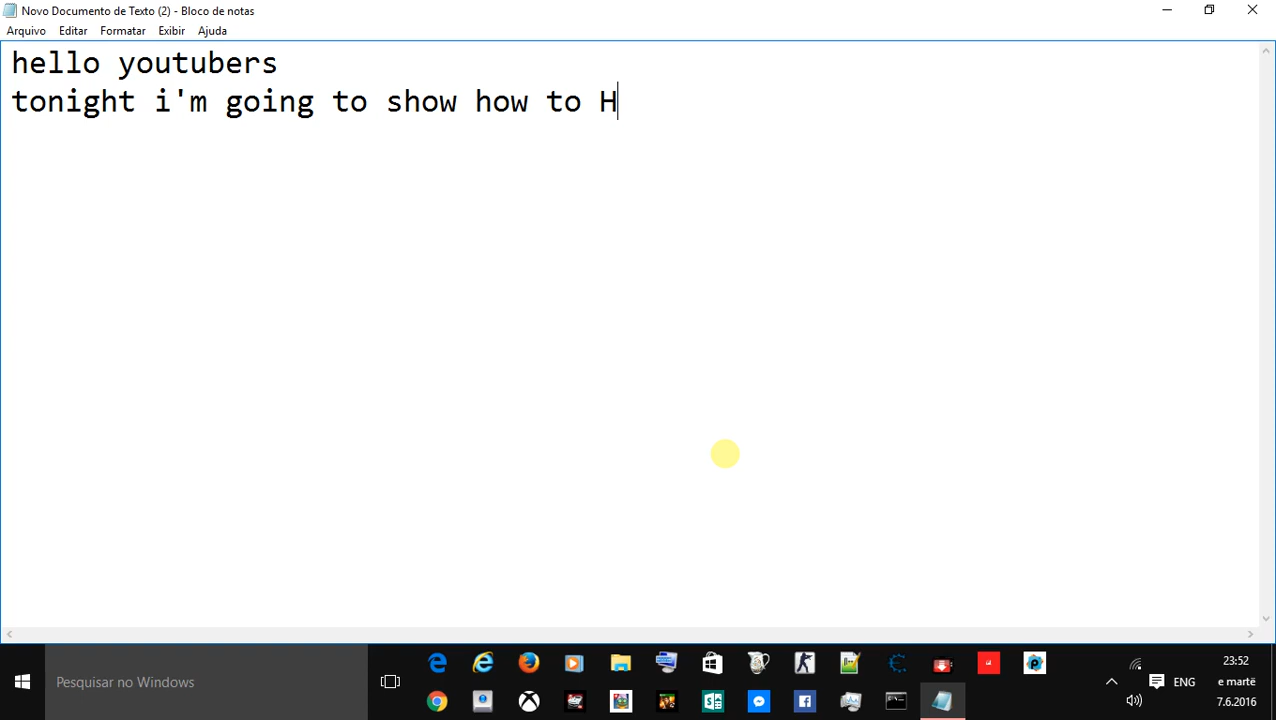 Novo Documento de Texto (2) - Bloco de notas
Arquivo Editar Formatar Exibir Ajuda
hello youtubers
tonight i'm going to show how to H
Pesquisar no Windows
ENG
23:52
e martë
7.6.2016